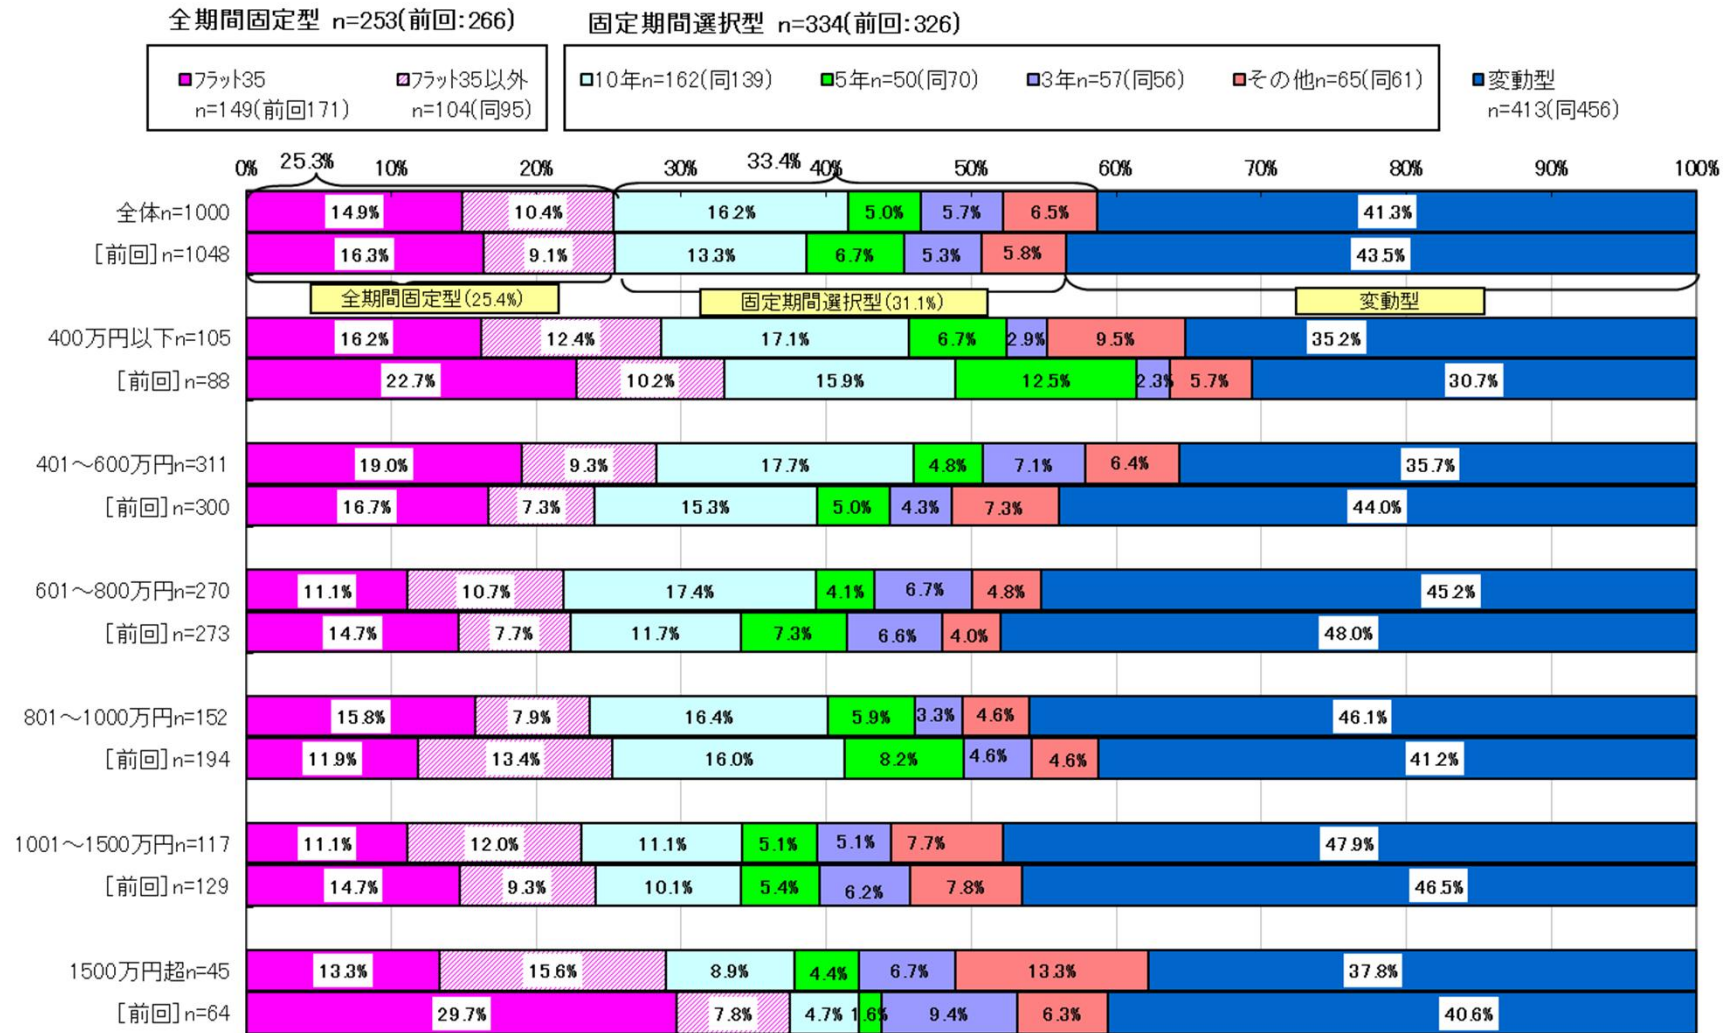 全期間固定型 n=253(前回:266) 固定期間選択型 n=334(前回:326)
■フラット35 ■フラット35以外 □10年n=162(同139) ■5年n=50(同70) ■3年n=57(同56) ■その他n=65(同61) ■変動型
n=149(前回171) n=104(同95) n=413(同456)
25.3% 33.4%
0% 10% 20% 30% 40% 50% 60% 70% 80% 90% 100%
全体n=1000 14.9% 10.4% 16.2% 5.0% 5.7% 6.5% 41.3%
[前回]n=1048 16.3% 9.1% 13.3% 6.7% 5.3% 5.8% 43.5%
全期間固定型(25.4%) 固定期間選択型(31.1%) 変動型
400万円以下n=105 16.2% 12.4% 17.1% 6.7% 2.9% 9.5% 35.2%
[前回]n=88 22.7% 10.2% 15.9% 12.5% 2.3% 5.7% 30.7%
401～600万円n=311 19.0% 9.3% 17.7% 4.8% 7.1% 6.4% 35.7%
[前回]n=300 16.7% 7.3% 15.3% 5.0% 4.3% 7.3% 44.0%
601～800万円n=270 11.1% 10.7% 17.4% 4.1% 6.7% 4.8% 45.2%
[前回]n=273 14.7% 7.7% 11.7% 7.3% 6.6% 4.0% 48.0%
801～1000万円n=152 15.8% 7.9% 16.4% 5.9% 3.3% 4.6% 46.1%
[前回]n=194 11.9% 13.4% 16.0% 8.2% 4.6% 4.6% 41.2%
1001～1500万円n=117 11.1% 12.0% 11.1% 5.1% 5.1% 7.7% 47.9%
[前回]n=129 14.7% 9.3% 10.1% 5.4% 6.2% 7.8% 46.5%
1500万円超n=45 13.3% 15.6% 8.9% 4.4% 6.7% 13.3% 37.8%
[前回]n=64 29.7% 7.8% 4.7% 1.6% 9.4% 6.3% 40.6%